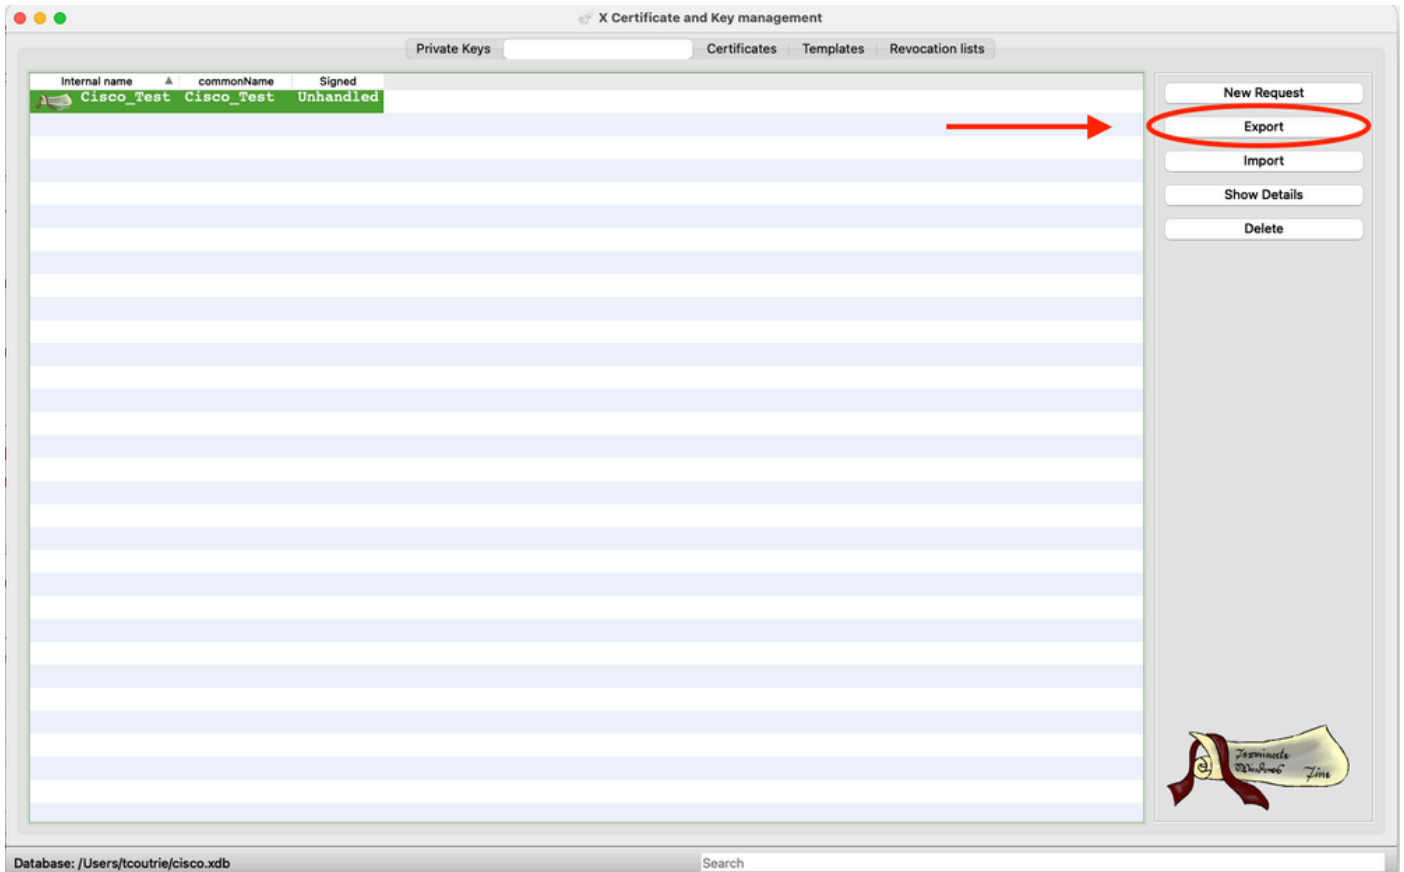 X Certificate and Key management
Private Keys Certificates Templates Revocation lists
Internal name commonName Signed
Cisco_Test Cisco_Test Unhandled
New Request
Export
Import
Show Details
Delete
Database: /Users/tcoutrie/cisco.xdb Search